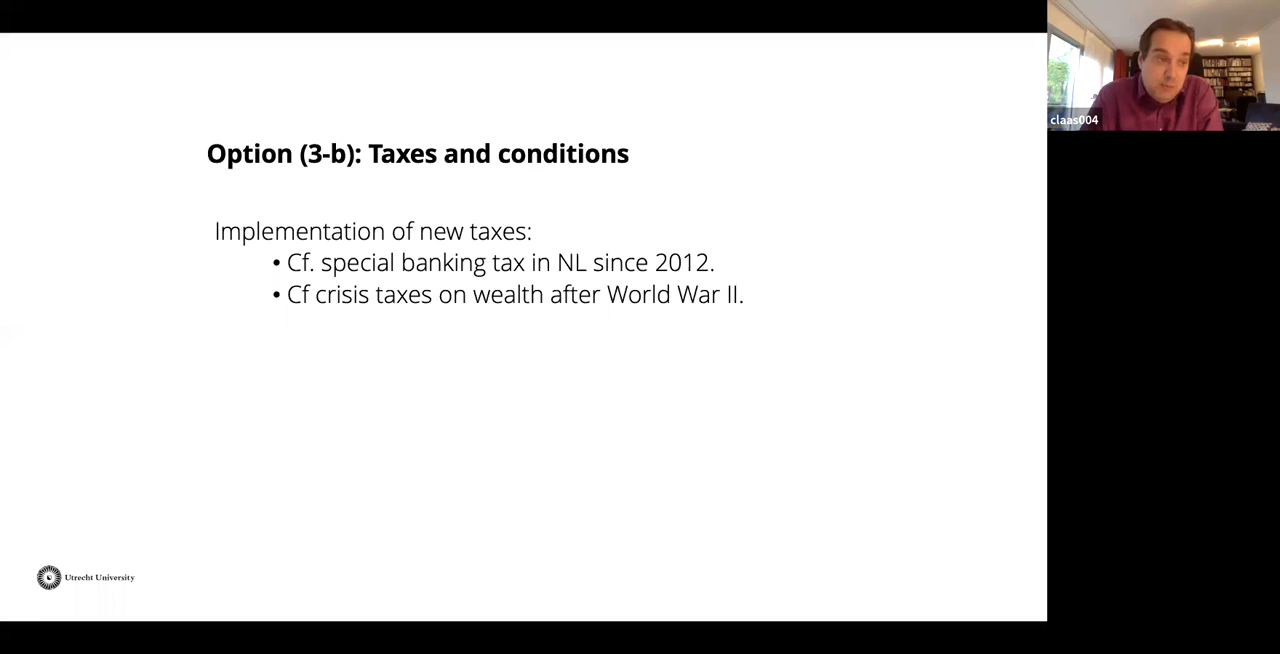 Option (3-b): Taxes and conditions
Implementation of new taxes:
• Cf. special banking tax in NL since 2012.
• Cf crisis taxes on wealth after World War II.
Utrecht University
claas004